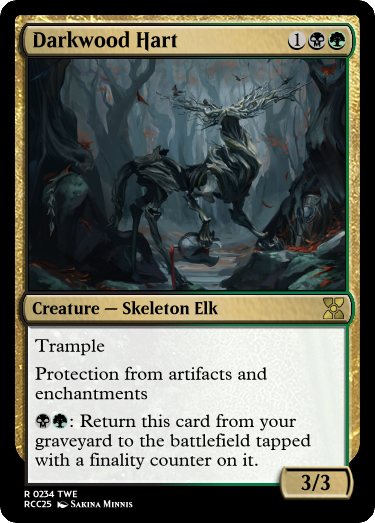 Darkwood Hart 1
Creature — Skeleton Elk
Trample
Protection from artifacts and
enchantments
: Return this card from your
graveyard to the battlefield tapped
with a finality counter on it.
3/3
R 0234 TWE
RCC25 Sakina Minnis